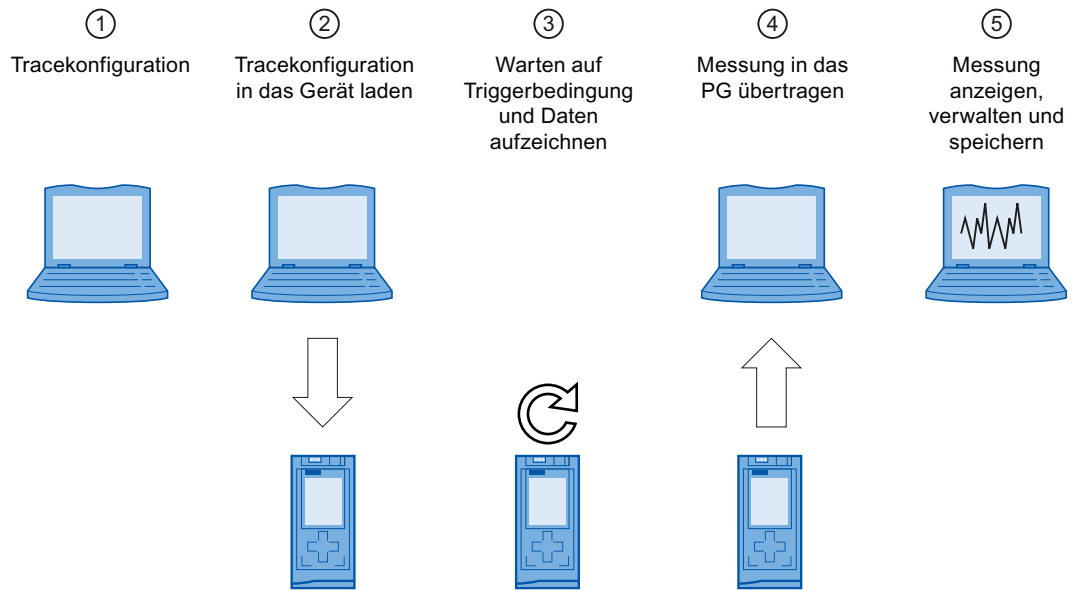 1
Tracekonfiguration
2
Tracekonfiguration
in das Gerät laden
3
Warten auf
Triggerbedingung
und Daten
aufzeichnen
4
Messung in das
PG übertragen
5
Messung
anzeigen,
verwalten und
speichern